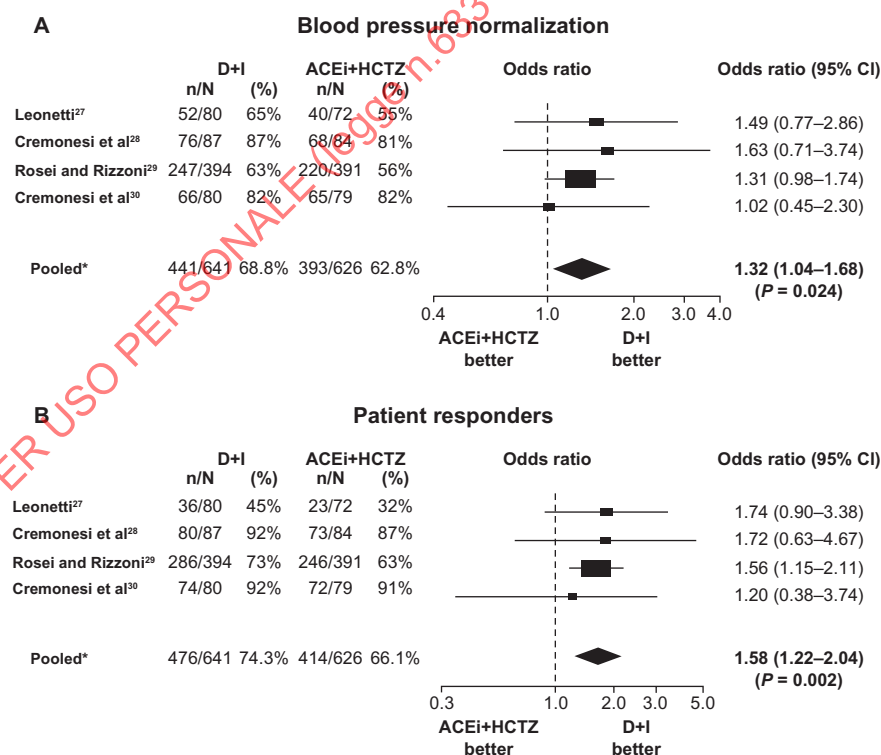 A Blood pressure normalization
D+I ACEi+HCTZ Odds ratio Odds ratio (95% CI)
n/N (%) n/N (%)
Leonetti²⁷ 52/80 65% 40/72 55% 1.49 (0.77–2.86)
Cremonesi et al²⁸ 76/87 87% 68/84 81% 1.63 (0.71–3.74)
Rosei and Rizzoni²⁹ 247/394 63% 220/391 56% 1.31 (0.98–1.74)
Cremonesi et al³⁰ 66/80 82% 65/79 82% 1.02 (0.45–2.30)
Pooled* 441/641 68.8% 393/626 62.8% 1.32 (1.04–1.68)
(P = 0.024)
0.4 1.0 2.0 3.0 4.0
ACEi+HCTZ D+I
better better
B Patient responders
D+I ACEi+HCTZ Odds ratio Odds ratio (95% CI)
n/N (%) n/N (%)
Leonetti²⁷ 36/80 45% 23/72 32% 1.74 (0.90–3.38)
Cremonesi et al²⁸ 80/87 92% 73/84 87% 1.72 (0.63–4.67)
Rosei and Rizzoni²⁹ 286/394 73% 246/391 63% 1.56 (1.15–2.11)
Cremonesi et al³⁰ 74/80 92% 72/79 91% 1.20 (0.38–3.74)
Pooled* 476/641 74.3% 414/626 66.1% 1.58 (1.22–2.04)
(P = 0.002)
0.3 1.0 2.0 3.0 5.0
ACEi+HCTZ D+I
better better
ER USO PERSONALE (legge n.633